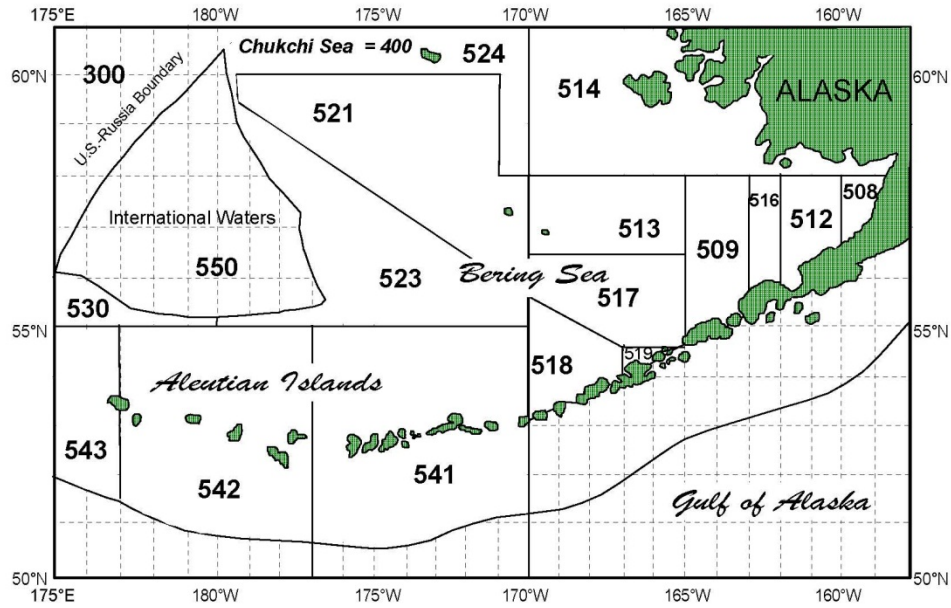 175°E 180°W 175°W 170°W 165°W 160°W
60°N 60°N
300
U.S.-Russia Boundary
Chukchi Sea = 400
524
521
514
ALASKA
International Waters
550
530
523
Bering Sea
513
517
509
516
512
508
55°N 55°N
518
519
Aleutian Islands
543
542
541
Gulf of Alaska
50°N 50°N
175°E 180°W 175°W 170°W 165°W 160°W